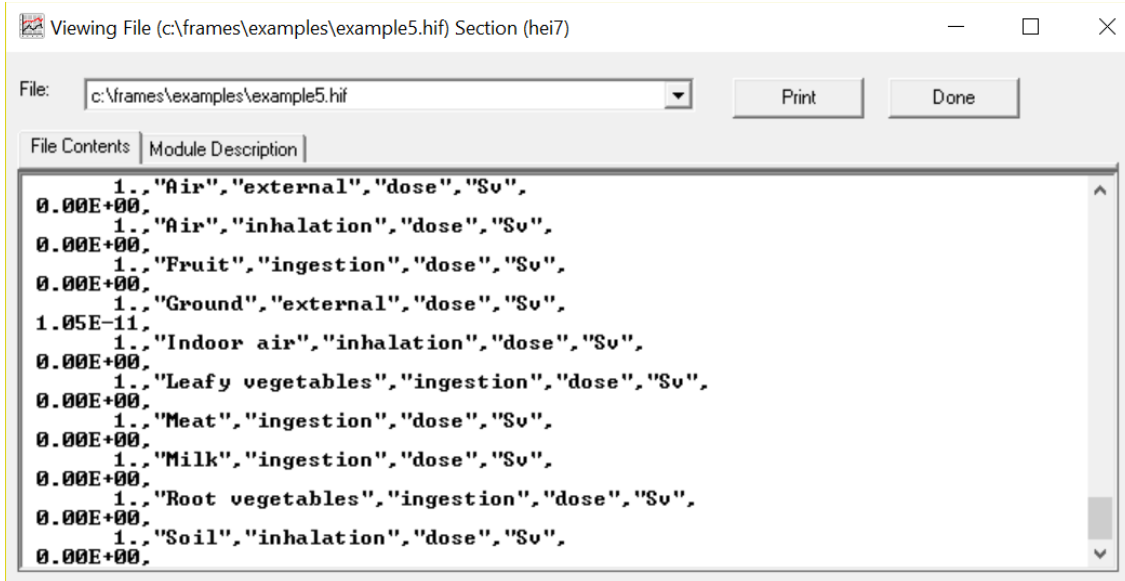 Viewing File (c:\frames\examples\example5.hif) Section (hei7)
File: c:\frames\examples\example5.hif Print Done
File Contents Module Description
1.,"Air","external","dose","Sv",
0.00E+00,
1.,"Air","inhalation","dose","Sv",
0.00E+00,
1.,"Fruit","ingestion","dose","Sv",
0.00E+00,
1.,"Ground","external","dose","Sv",
1.05E-11,
1.,"Indoor air","inhalation","dose","Sv",
0.00E+00,
1.,"Leafy vegetables","ingestion","dose","Sv",
0.00E+00,
1.,"Meat","ingestion","dose","Sv",
0.00E+00,
1.,"Milk","ingestion","dose","Sv",
0.00E+00,
1.,"Root vegetables","ingestion","dose","Sv",
0.00E+00,
1.,"Soil","inhalation","dose","Sv",
0.00E+00,